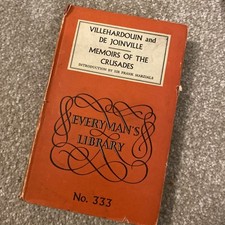 VILLEHARDOUIN and
DE JOINVILLE
MEMOIRS OF THE
CRUSADES
INTRODUCTION BY SIR FRANK MARZIALS
EVERYMAN'S
LIBRARY
No. 333